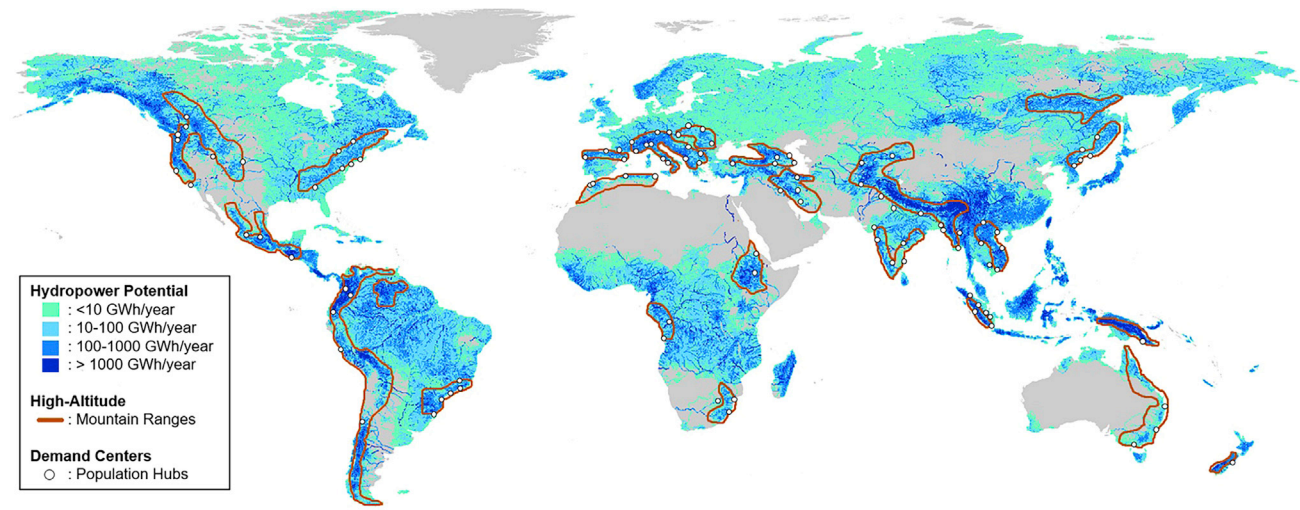 Hydropower Potential
: <10 GWh/year
: 10-100 GWh/year
: 100-1000 GWh/year
: > 1000 GWh/year
High-Altitude
: Mountain Ranges
Demand Centers
: Population Hubs